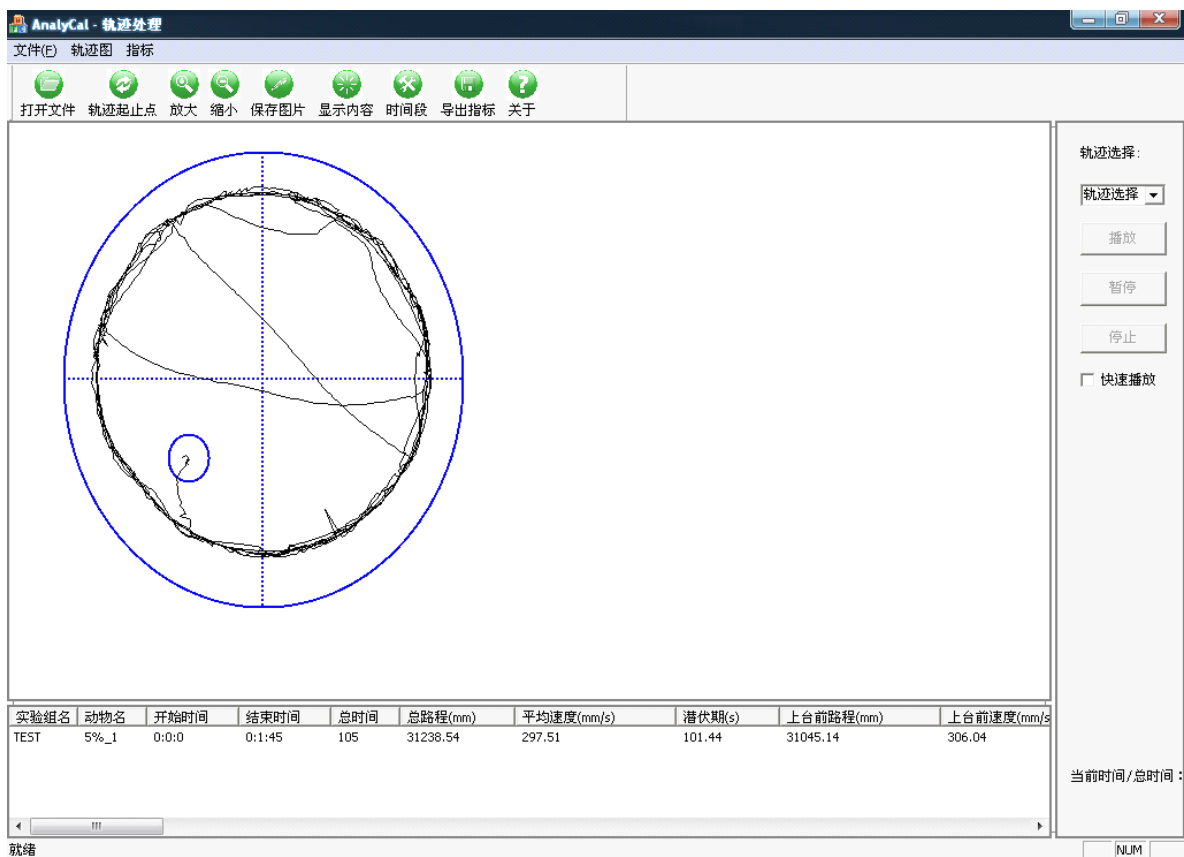 AnalyCal - 轨迹处理
文件(F) 轨迹图 指标
打开文件 轨迹起止点 放大 缩小 保存图片 显示内容 时间段 导出指标 关于
轨迹选择:
轨迹选择
播放
暂停
停止
快速播放
实验组名 动物名 开始时间 结束时间 总时间 总路程(mm) 平均速度(mm/s) 潜伏期(s) 上台前路程(mm) 上台前速度(mm/s
TEST 5%_1 0:0:0 0:1:45 105 31238.54 297.51 101.44 31045.14 306.04
当前时间/总时间:
就绪 NUM